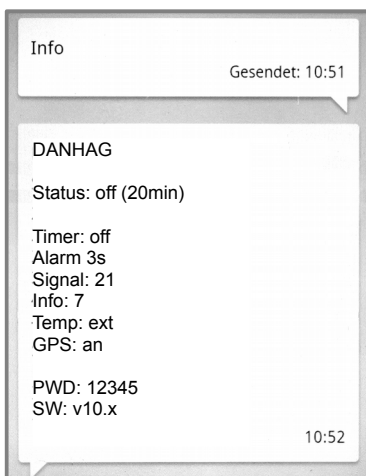 Info
Gesendet: 10:51
DANHAG
Status: off (20min)
Timer: off
Alarm 3s
Signal: 21
Info: 7
Temp: ext
GPS: an
PWD: 12345
SW: v10.x
10:52